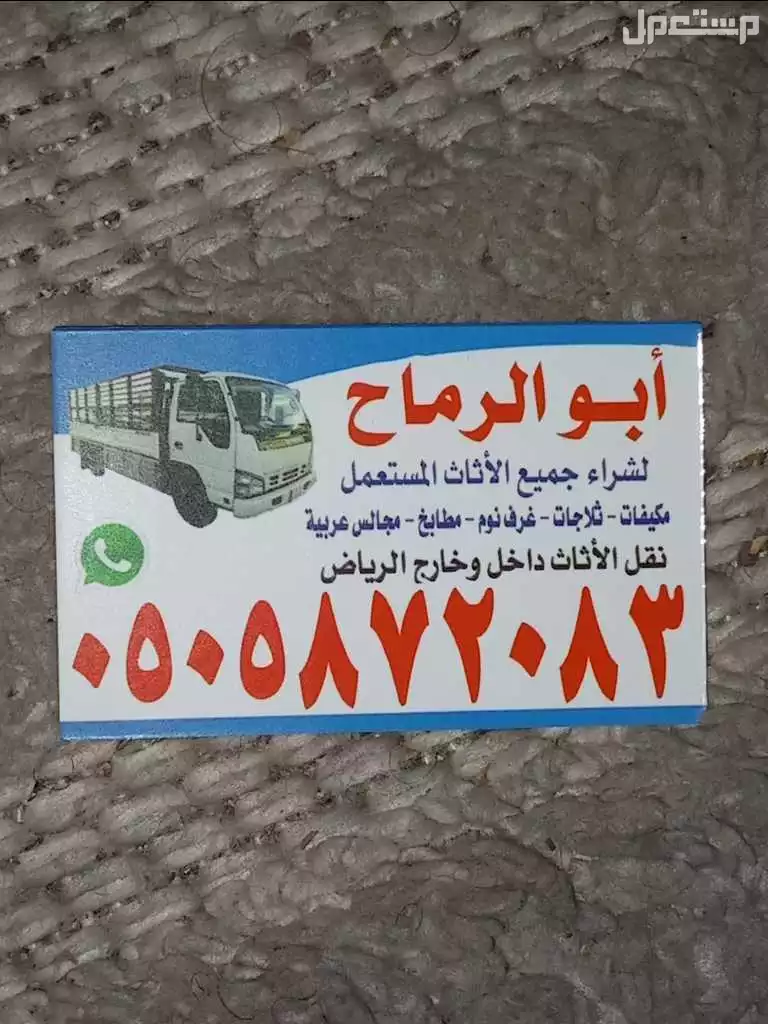 مستعمل
أبو الرماح
لشراء جميع الأثاث المستعمل
مكيفات - ثلاجات - غرف نوم - مطابخ - مجالس عربية
نقل الأثاث داخل وخارج الرياض
٠٥٠٥٨٧٢٠٨٣